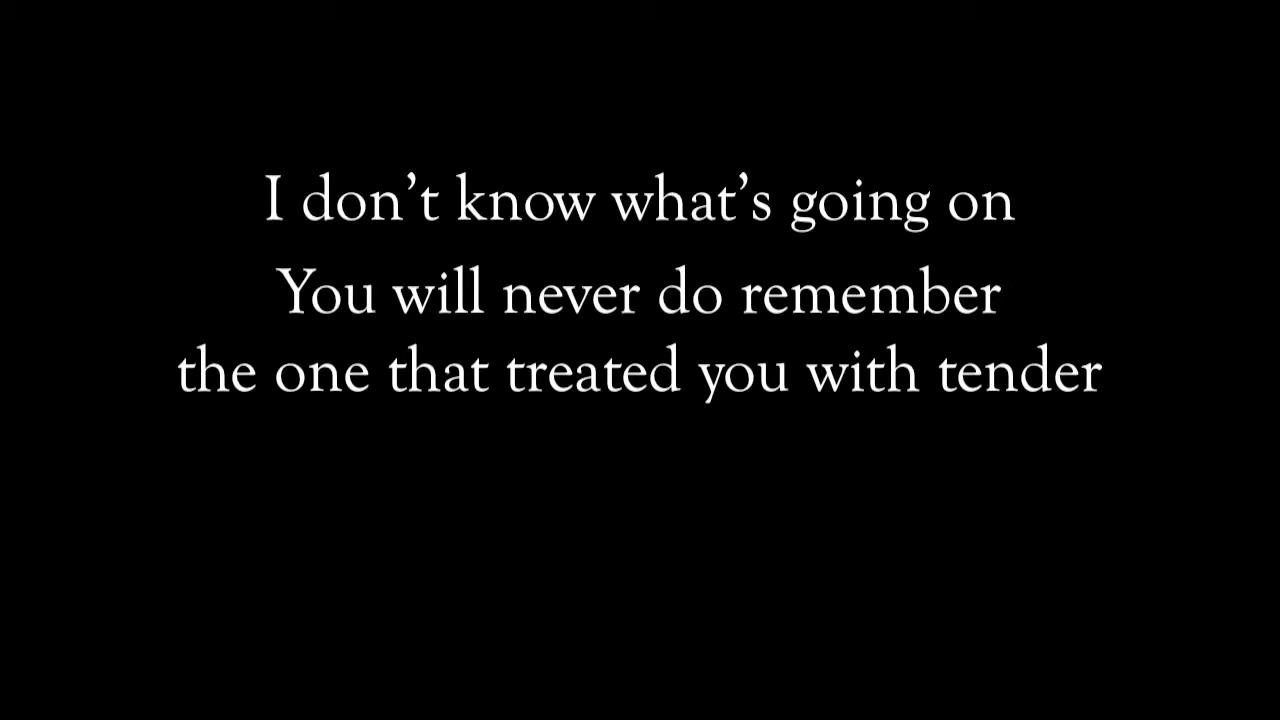 I don’t know what’s going on
You will never do remember
the one that treated you with tender